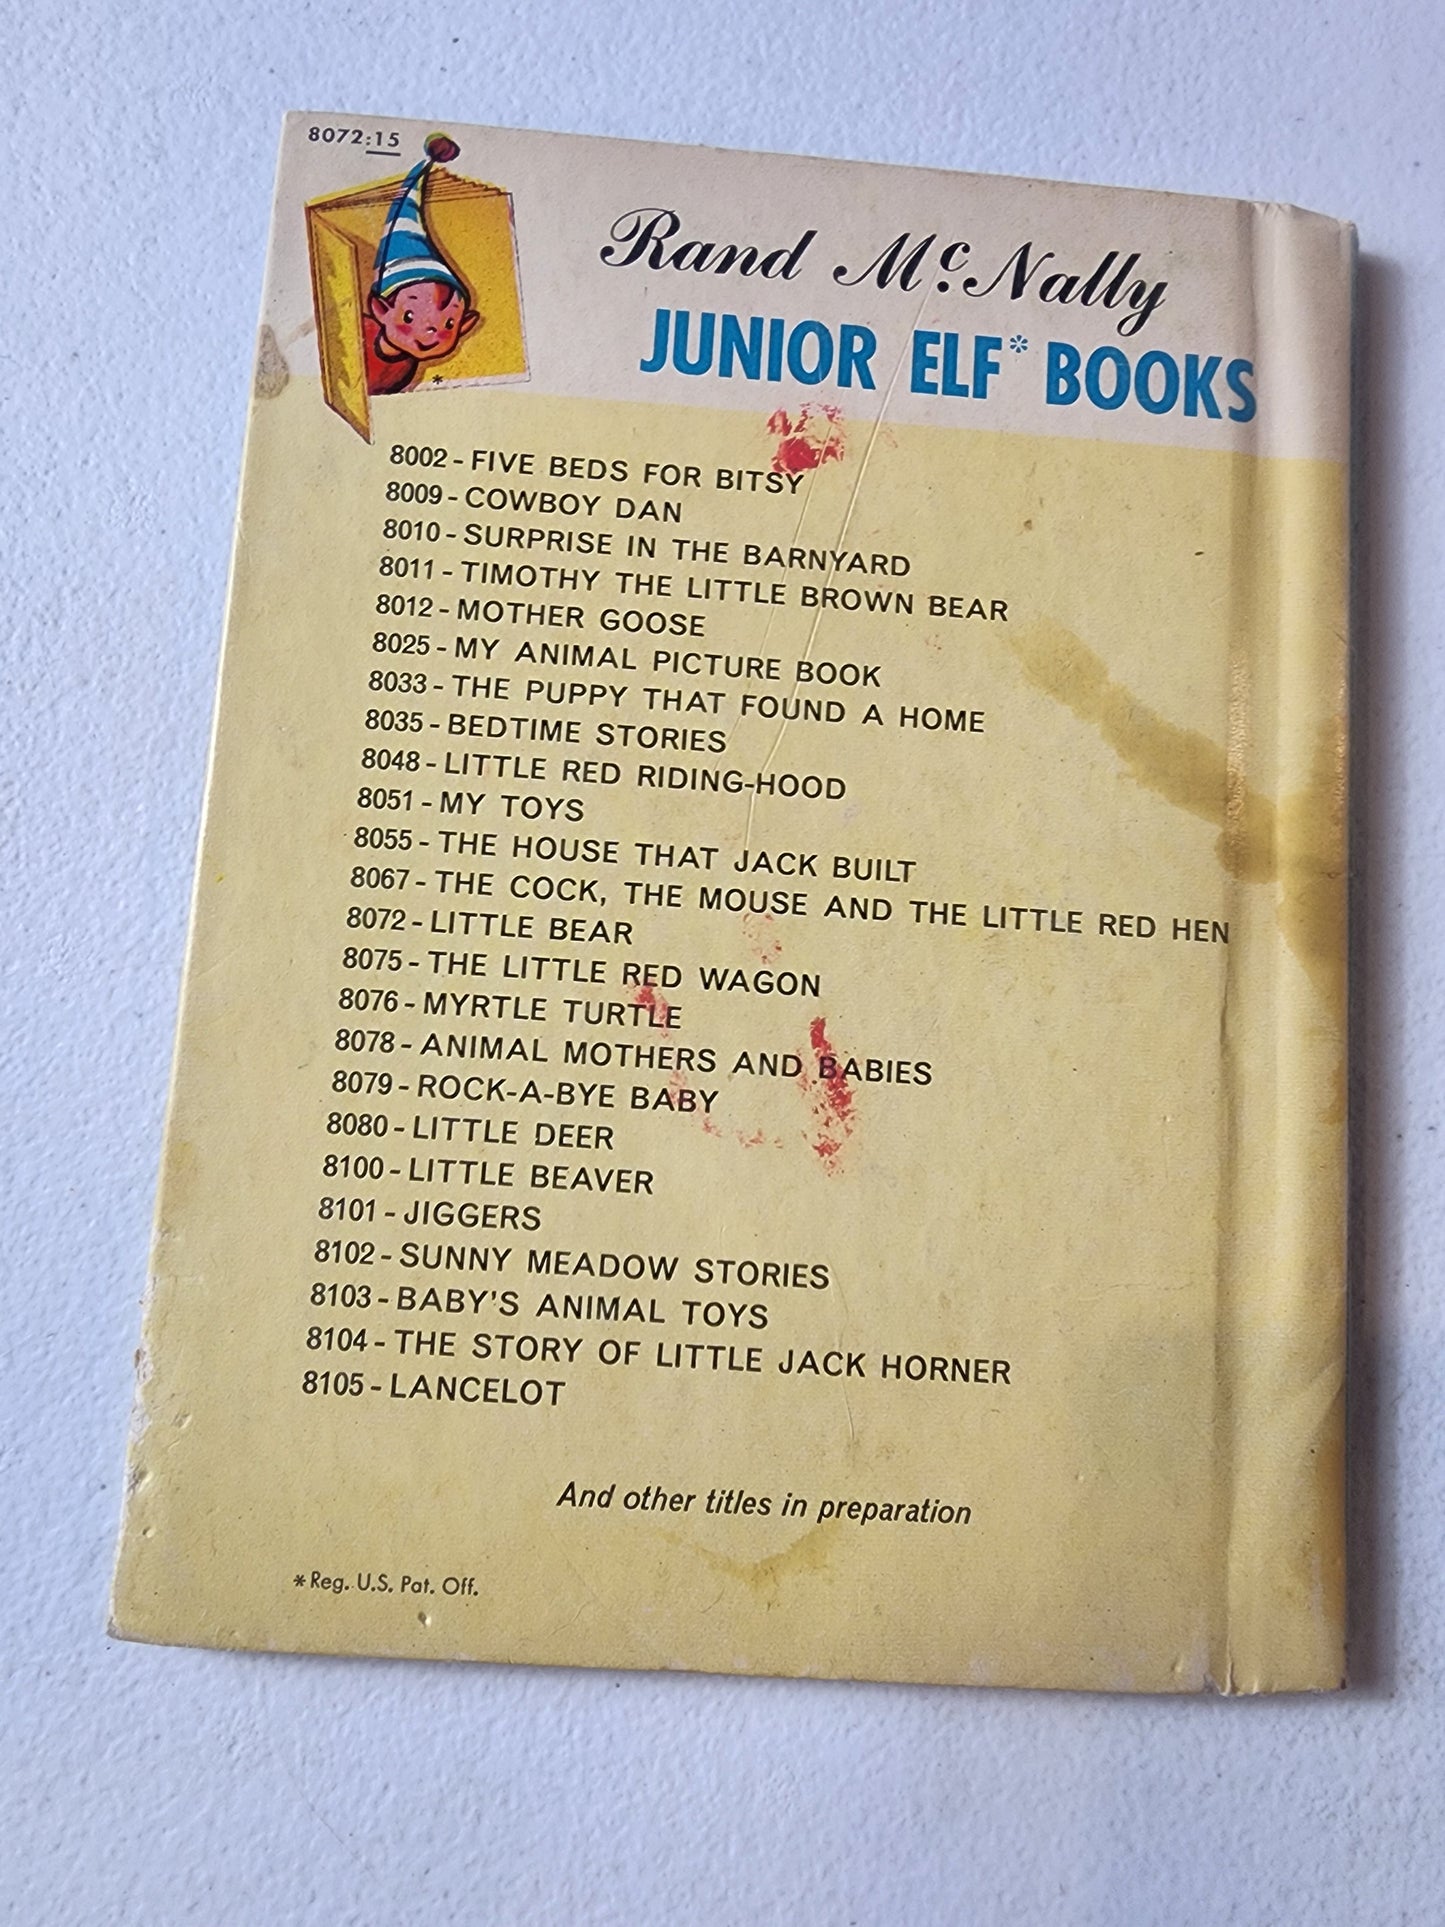 8072:15
Rand McNally
JUNIOR ELF* BOOKS
*
8002 - FIVE BEDS FOR BITSY
8009 - COWBOY DAN
8010 - SURPRISE IN THE BARNYARD
8011 - TIMOTHY THE LITTLE BROWN BEAR
8012 - MOTHER GOOSE
8025 - MY ANIMAL PICTURE BOOK
8033 - THE PUPPY THAT FOUND A HOME
8035 - BEDTIME STORIES
8048 - LITTLE RED RIDING-HOOD
8051 - MY TOYS
8055 - THE HOUSE THAT JACK BUILT
8067 - THE COCK, THE MOUSE AND THE LITTLE RED HEN
8072 - LITTLE BEAR
8075 - THE LITTLE RED WAGON
8076 - MYRTLE TURTLE
8078 - ANIMAL MOTHERS AND BABIES
8079 - ROCK-A-BYE BABY
8080 - LITTLE DEER
8100 - LITTLE BEAVER
8101 - JIGGERS
8102 - SUNNY MEADOW STORIES
8103 - BABY'S ANIMAL TOYS
8104 - THE STORY OF LITTLE JACK HORNER
8105 - LANCELOT
And other titles in preparation
* Reg. U.S. Pat. Off.